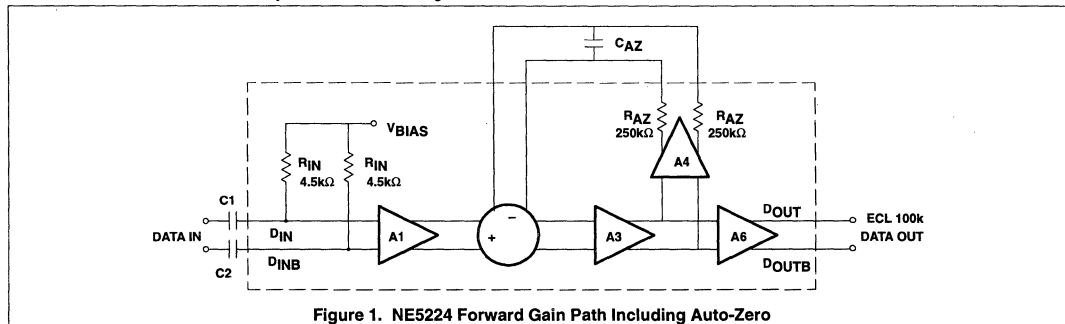 CAZ
RAZ
250kΩ
RAZ
250kΩ
VBIAS
RIN
4.5kΩ
RIN
4.5kΩ
A4
C1
DATA IN
C2
DIN
DINB
A1
+
−
A3
A6
DOUT
DOUTB
ECL 100k
DATA OUT
Figure 1. NE5224 Forward Gain Path Including Auto-Zero